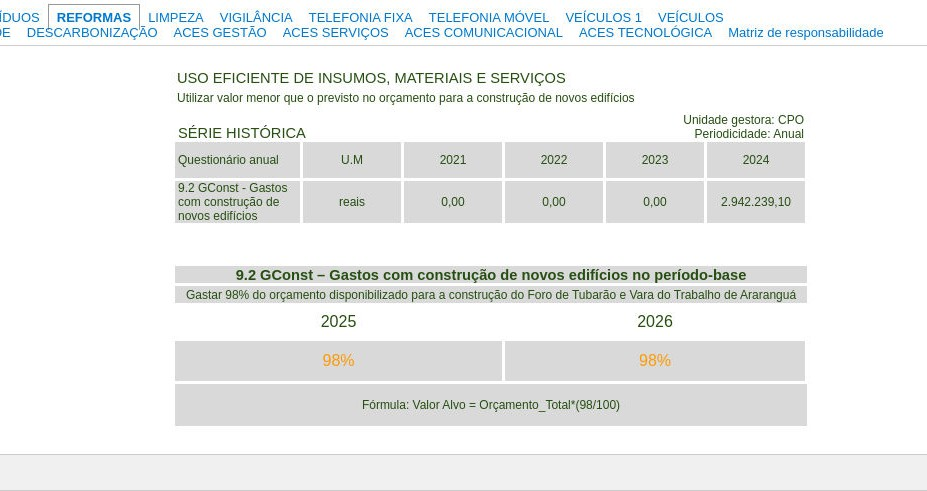 ÍDUOS REFORMAS LIMPEZA VIGILÂNCIA TELEFONIA FIXA TELEFONIA MÓVEL VEÍCULOS 1 VEÍCULOS
DE DESCARBONIZAÇÃO ACES GESTÃO ACES SERVIÇOS ACES COMUNICACIONAL ACES TECNOLÓGICA Matriz de responsabilidade
USO EFICIENTE DE INSUMOS, MATERIAIS E SERVIÇOS
Utilizar valor menor que o previsto no orçamento para a construção de novos edifícios
Unidade gestora: CPO
SÉRIE HISTÓRICA Periodicidade: Anual
Questionário anual U.M 2021 2022 2023 2024
9.2 GConst - Gastos
com construção de reais 0,00 0,00 0,00 2.942.239,10
novos edifícios
9.2 GConst – Gastos com construção de novos edifícios no período-base
Gastar 98% do orçamento disponibilizado para a construção do Foro de Tubarão e Vara do Trabalho de Araranguá
2025 2026
98% 98%
Fórmula: Valor Alvo = Orçamento_Total*(98/100)